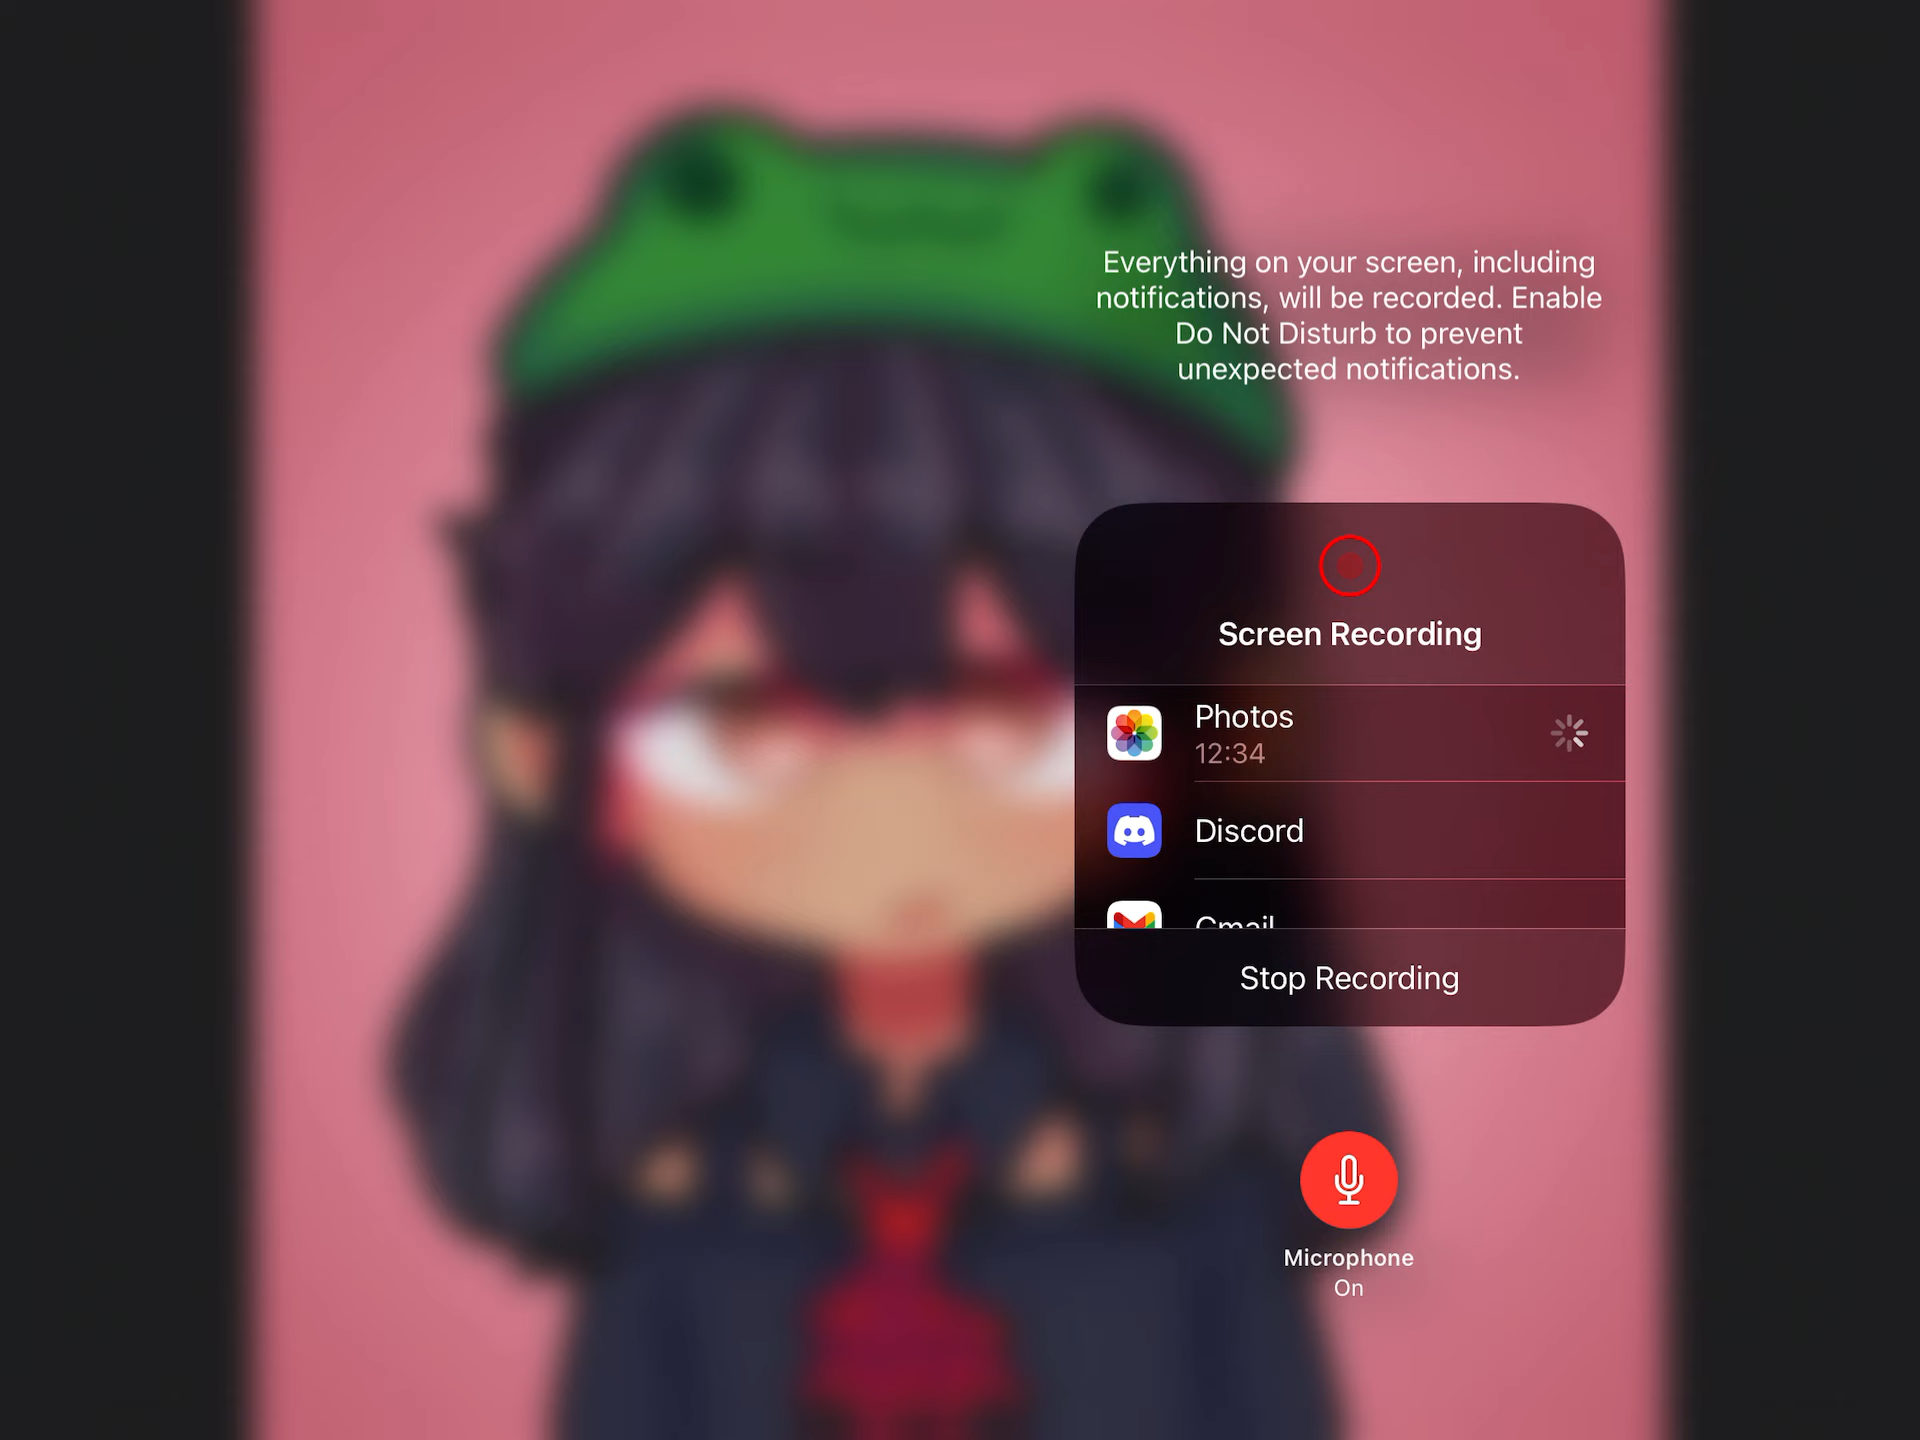 Everything on your screen, including
notifications, will be recorded. Enable
Do Not Disturb to prevent
unexpected notifications.
Screen Recording
Photos
12:34
Discord
Gmail
Stop Recording
Microphone
On